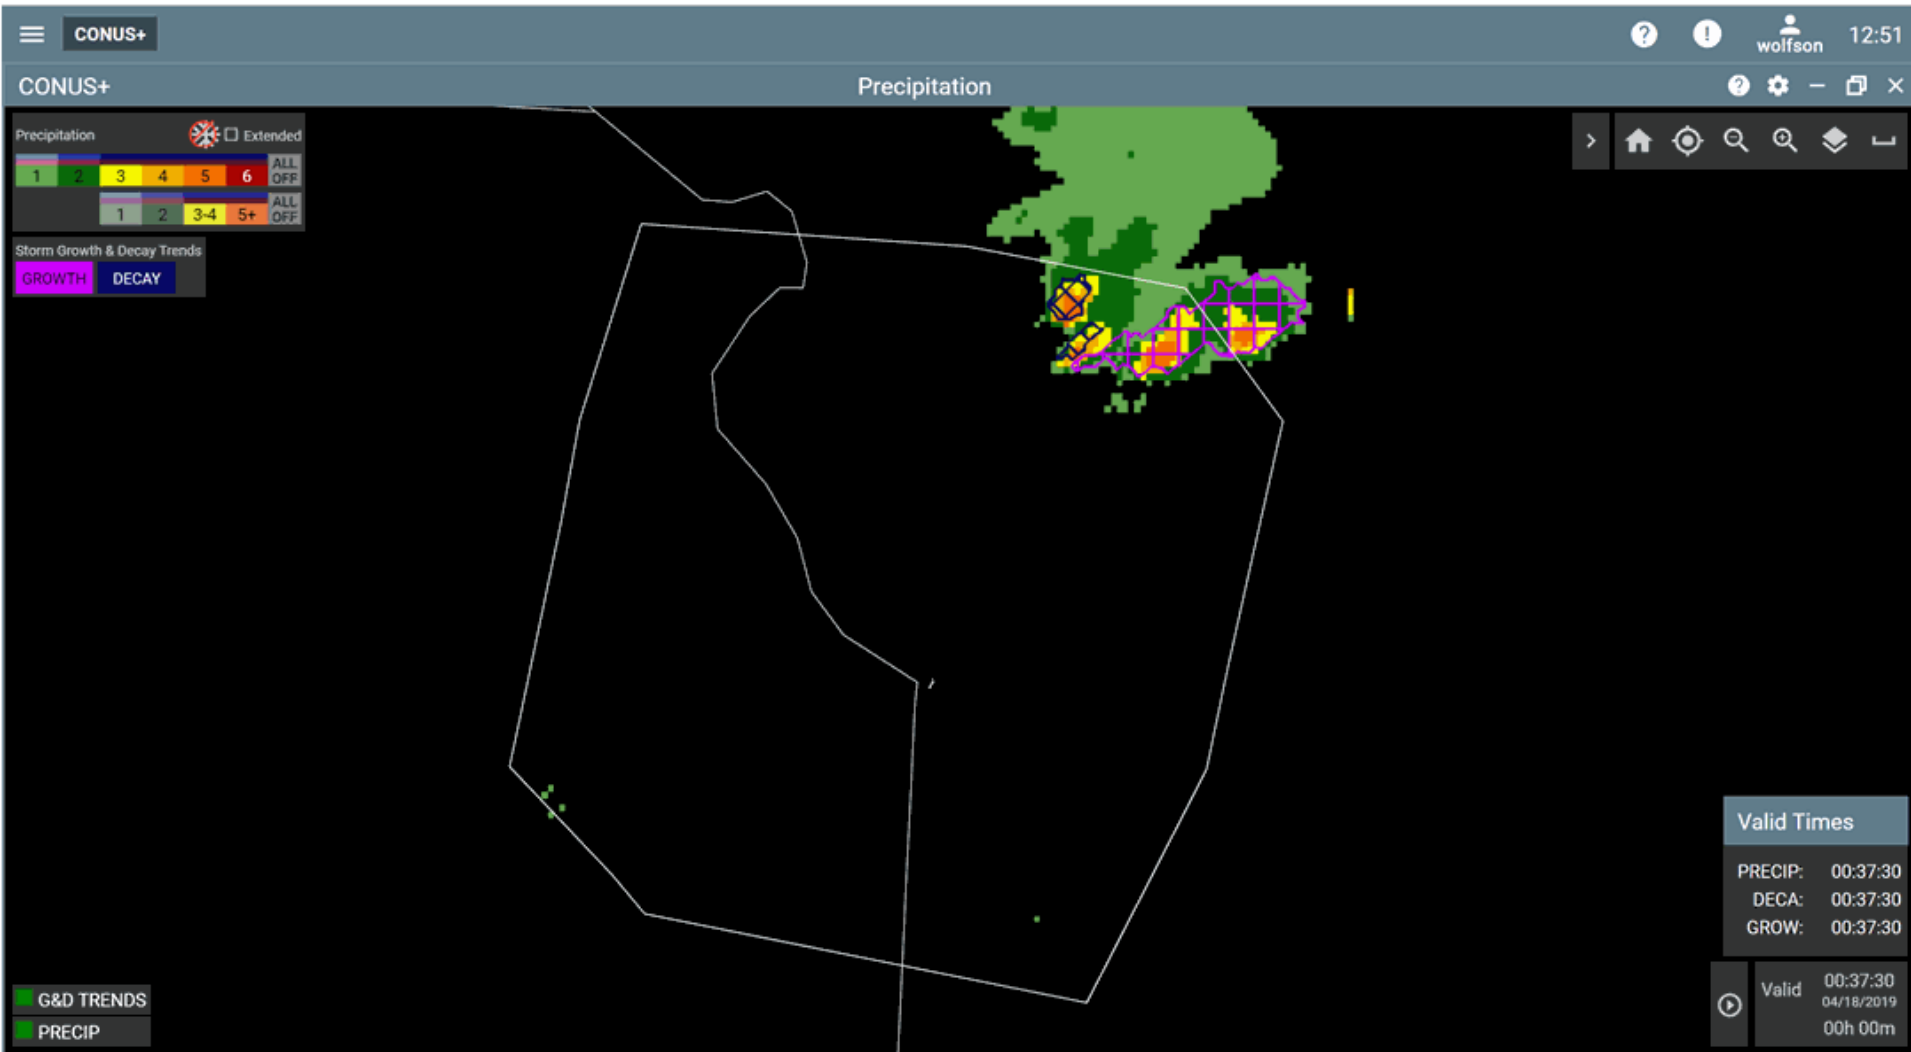 CONUS+
wolfson
12:51
CONUS+
Precipitation
Precipitation
Extended
1 2 3 4 5 6 ALL OFF
1 2 3-4 5+ ALL OFF
Storm Growth & Decay Trends
GROWTH DECAY
Valid Times
PRECIP: 00:37:30
DECA: 00:37:30
GROW: 00:37:30
G&D TRENDS
PRECIP
Valid 00:37:30
04/18/2019
00h 00m